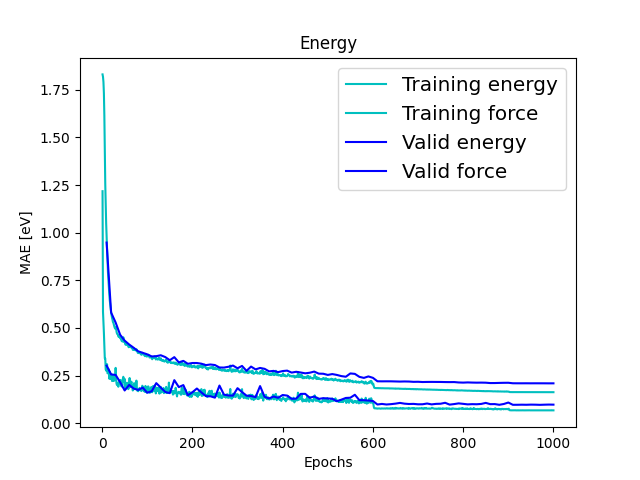 Energy
Training energy
Training force
Valid energy
Valid force
MAE [eV]
1.75
1.50
1.25
1.00
0.75
0.50
0.25
0.00
0 200 400 600 800 1000
Epochs